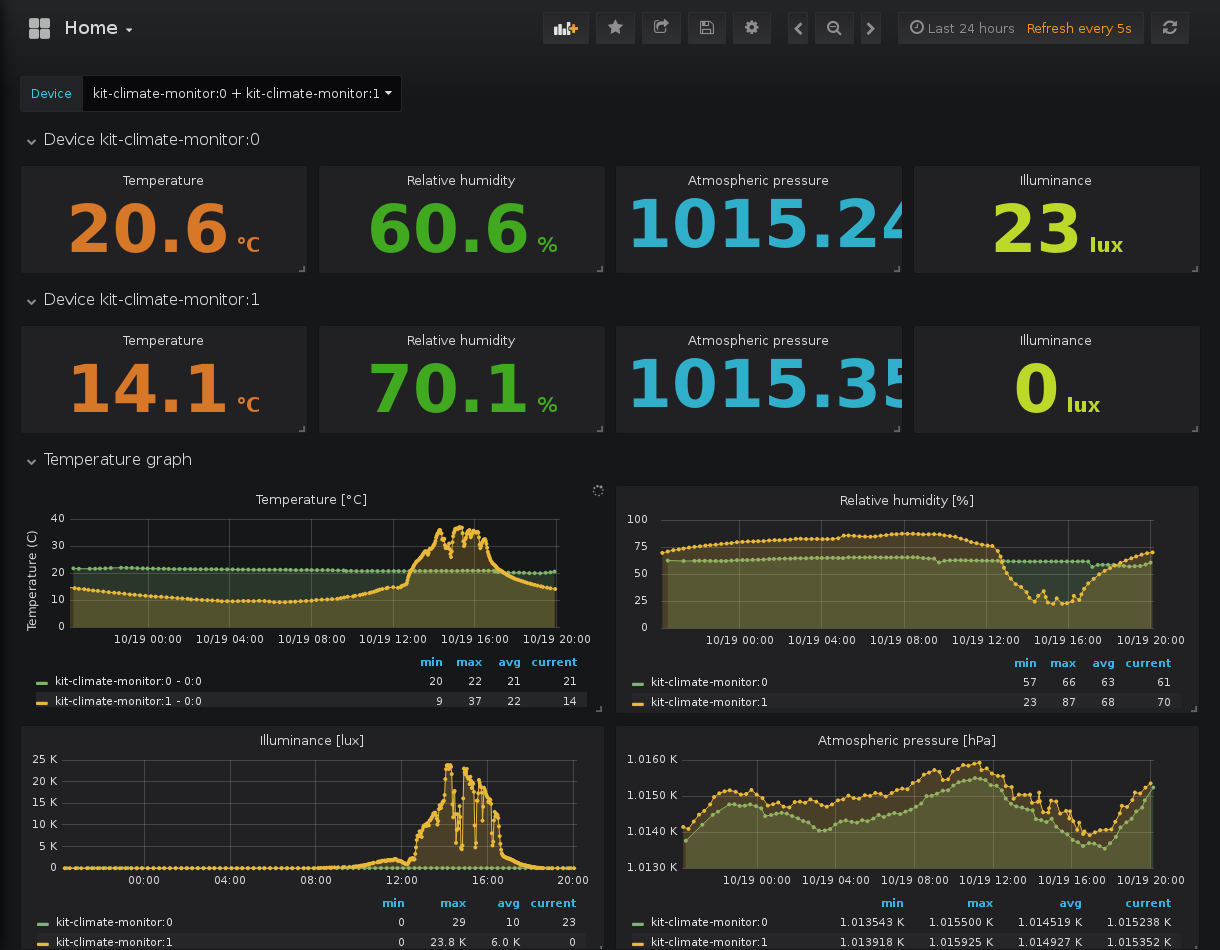 Home
Last 24 hours Refresh every 5s
Device kit-climate-monitor:0 + kit-climate-monitor:1
Device kit-climate-monitor:0
Temperature Relative humidity Atmospheric pressure Illuminance
20.6 °C 60.6 % 1015.24 23 lux
Device kit-climate-monitor:1
Temperature Relative humidity Atmospheric pressure Illuminance
14.1 °C 70.1 % 1015.35 0 lux
Temperature graph
Temperature [°C]
Temperature (C)
40
30
20
10
0
10/19 00:00 10/19 04:00 10/19 08:00 10/19 12:00 10/19 16:00 10/19 20:00
min max avg current
kit-climate-monitor:0 - 0:0 20 22 21 21
kit-climate-monitor:1 - 0:0 9 37 22 14
Relative humidity [%]
100
75
50
25
0
10/19 00:00 10/19 04:00 10/19 08:00 10/19 12:00 10/19 16:00 10/19 20:00
min max avg current
kit-climate-monitor:0 57 66 63 61
kit-climate-monitor:1 23 87 68 70
Illuminance [lux]
25 K
20 K
15 K
10 K
5 K
0
00:00 04:00 08:00 12:00 16:00 20:00
min max avg current
kit-climate-monitor:0 0 29 10 23
kit-climate-monitor:1 0 23.8 K 6.0 K 0
Atmospheric pressure [hPa]
1.0160 K
1.0150 K
1.0140 K
1.0130 K
10/19 00:00 10/19 04:00 10/19 08:00 10/19 12:00 10/19 16:00 10/19 20:00
min max avg current
kit-climate-monitor:0 1.013543 K 1.015500 K 1.014519 K 1.015238 K
kit-climate-monitor:1 1.013918 K 1.015925 K 1.014927 K 1.015352 K